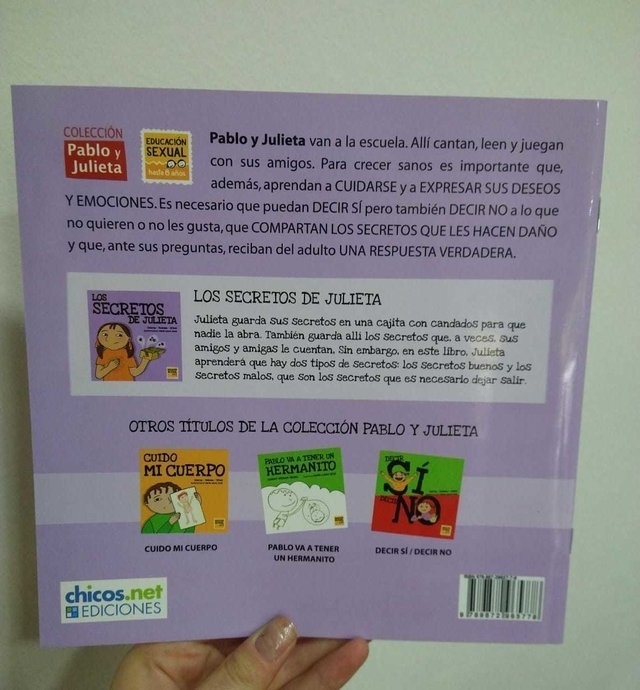 COLECCIÓN
Pablo y
Julieta
EDUCACIÓN
SEXUAL
hasta 8 años
Pablo y Julieta van a la escuela. Allí cantan, leen y juegan
con sus amigos. Para crecer sanos es importante que,
además, aprendan a CUIDARSE y a EXPRESAR SUS DESEOS
Y EMOCIONES. Es necesario que puedan DECIR SÍ pero también DECIR NO a lo que
no quieren o no les gusta, que COMPARTAN LOS SECRETOS QUE LES HACEN DAÑO
y que, ante sus preguntas, reciban del adulto UNA RESPUESTA VERDADERA.
LOS
SECRETOS
DE JULIETA
LOS SECRETOS DE JULIETA
Julieta guarda sus secretos en una cajita con candados para que
nadie la abra. También guarda allí los secretos que, a veces, sus
amigos y amigas le cuentan. Sin embargo, en este libro, Julieta
aprenderá que hay dos tipos de secretos: los secretos buenos y los
secretos malos, que son los secretos que es necesario dejar salir.
OTROS TÍTULOS DE LA COLECCIÓN PABLO Y JULIETA
CUIDO
MI CUERPO
PABLO VA A TENER UN
HERMANITO
DECIR
SÍ
DECIR
NO
CUIDO MI CUERPO
PABLO VA A TENER
UN HERMANITO
DECIR SÍ / DECIR NO
chicos.net
EDICIONES